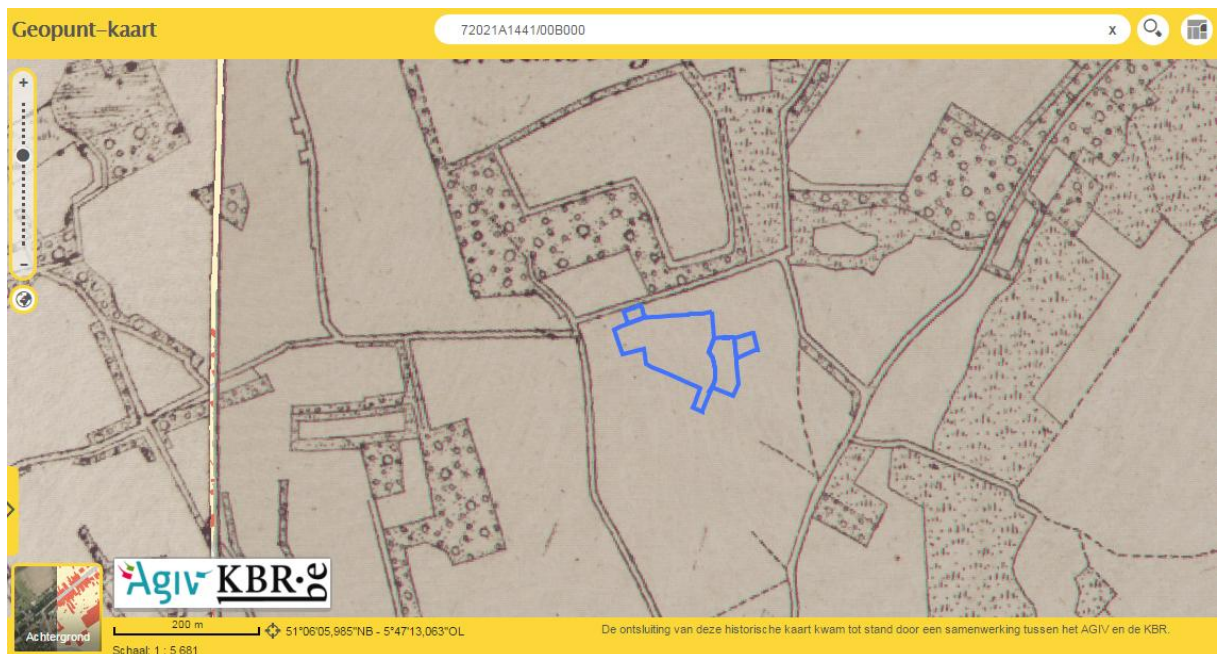 Geopunt-kaart
72021A1441/00B000
x
+
-
Agiv KBR.be
Achtergrond
200 m
51°06'05,985"NB - 5°47'13,063"OL
De ontsluiting van deze historische kaart kwam tot stand door een samenwerking tussen het AGIV en de KBR.
Schaal: 1 : 5.681